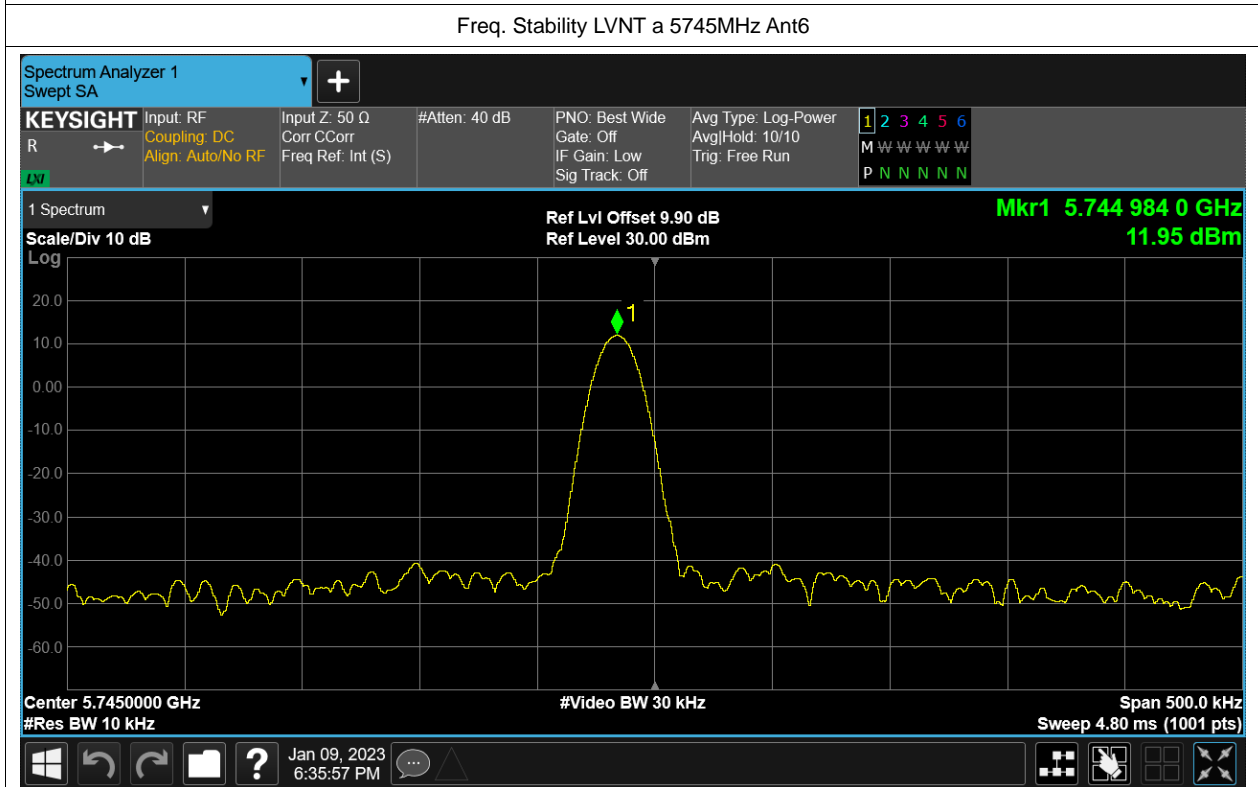 Freq. Stability LVNT a 5745MHz Ant6
Spectrum Analyzer 1
Swept SA
KEYSIGHT
R
LXI
Input: RF
Coupling: DC
Align: Auto/No RF
Input Z: 50 Ω
Corr CCorr
Freq Ref: Int (S)
#Atten: 40 dB
PNO: Best Wide
Gate: Off
IF Gain: Low
Sig Track: Off
Avg Type: Log-Power
Avg|Hold: 10/10
Trig: Free Run
1 2 3 4 5 6
M W W W W W W
P N N N N N N
1 Spectrum
Scale/Div 10 dB
Log
Ref Lvl Offset 9.90 dB
Ref Level 30.00 dBm
Mkr1 5.744 984 0 GHz
11.95 dBm
1
20.0
10.0
0.00
-10.0
-20.0
-30.0
-40.0
-50.0
-60.0
Center 5.7450000 GHz
#Video BW 30 kHz
Span 500.0 kHz
#Res BW 10 kHz
Sweep 4.80 ms (1001 pts)
?
Jan 09, 2023
6:35:57 PM